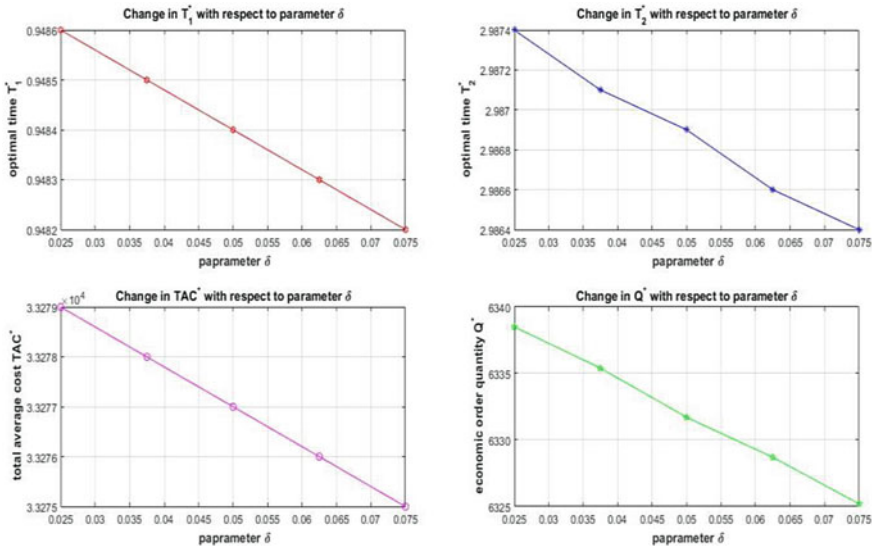 Change in T1* with respect to parameter δ
optimal time T1*
0.9486
0.9485
0.9484
0.9483
0.9482
0.025 0.03 0.035 0.04 0.045 0.05 0.055 0.06 0.065 0.07 0.075
paprameter δ
Change in T2* with respect to parameter δ
optimal time T2*
2.9874
2.9872
2.987
2.9868
2.9866
2.9864
0.025 0.03 0.035 0.04 0.045 0.05 0.055 0.06 0.065 0.07 0.075
paprameter δ
×10⁴
Change in TAC* with respect to parameter δ
total average cost TAC*
3.3279
3.3278
3.3277
3.3276
3.3275
0.025 0.03 0.035 0.04 0.045 0.05 0.055 0.06 0.065 0.07 0.075
paprameter δ
Change in Q* with respect to parameter δ
economic order quantity Q*
6340
6335
6330
6325
0.025 0.03 0.035 0.04 0.045 0.05 0.055 0.06 0.065 0.07 0.075
paprameter δ